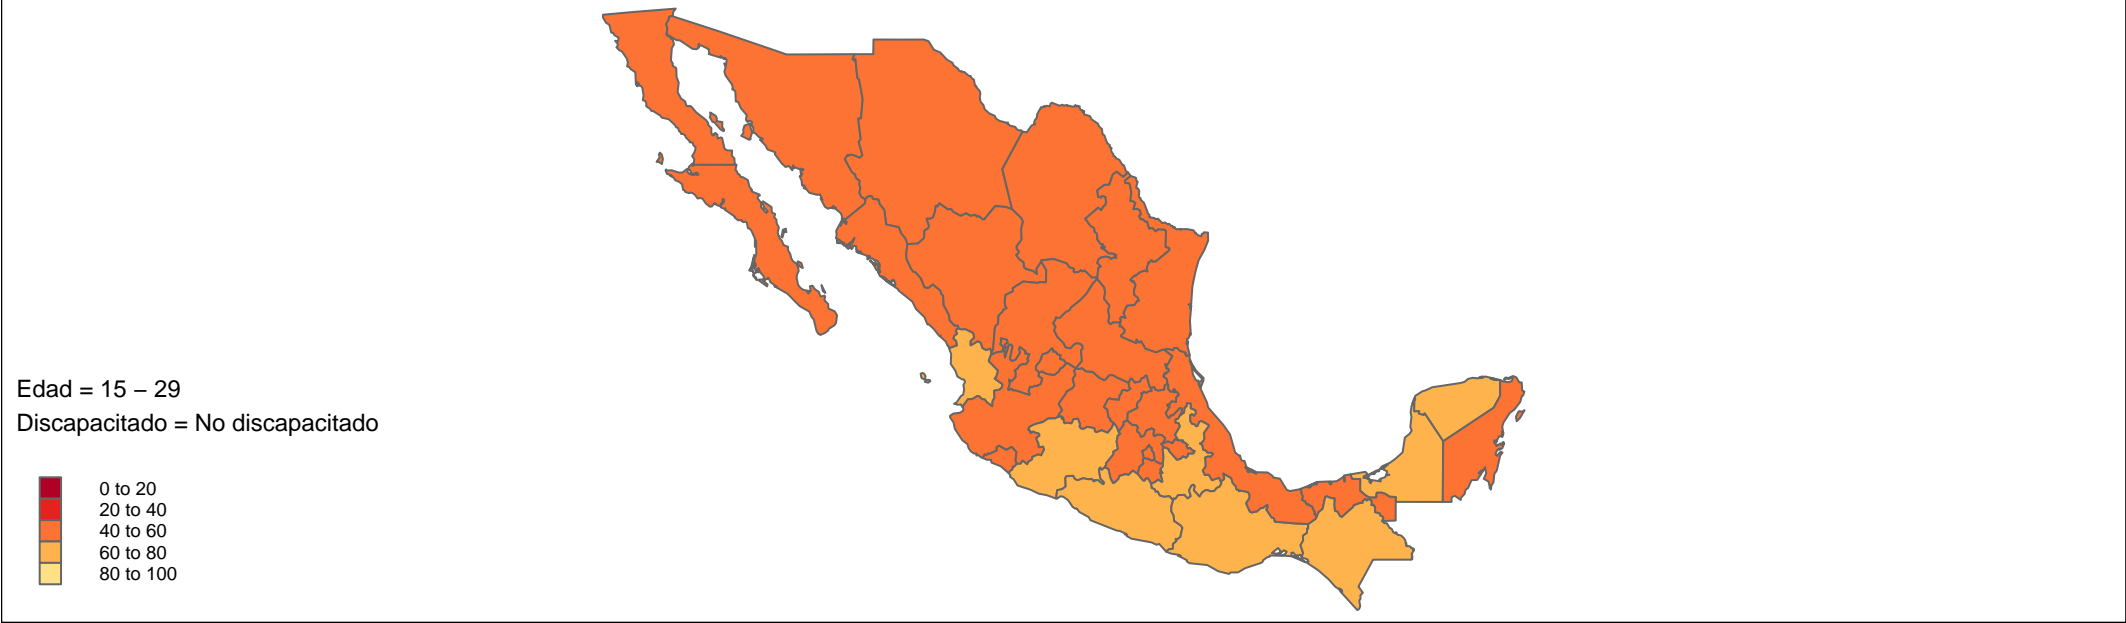 Edad = 15 – 29
Discapacitado = No discapacitado
0 to 20
20 to 40
40 to 60
60 to 80
80 to 100